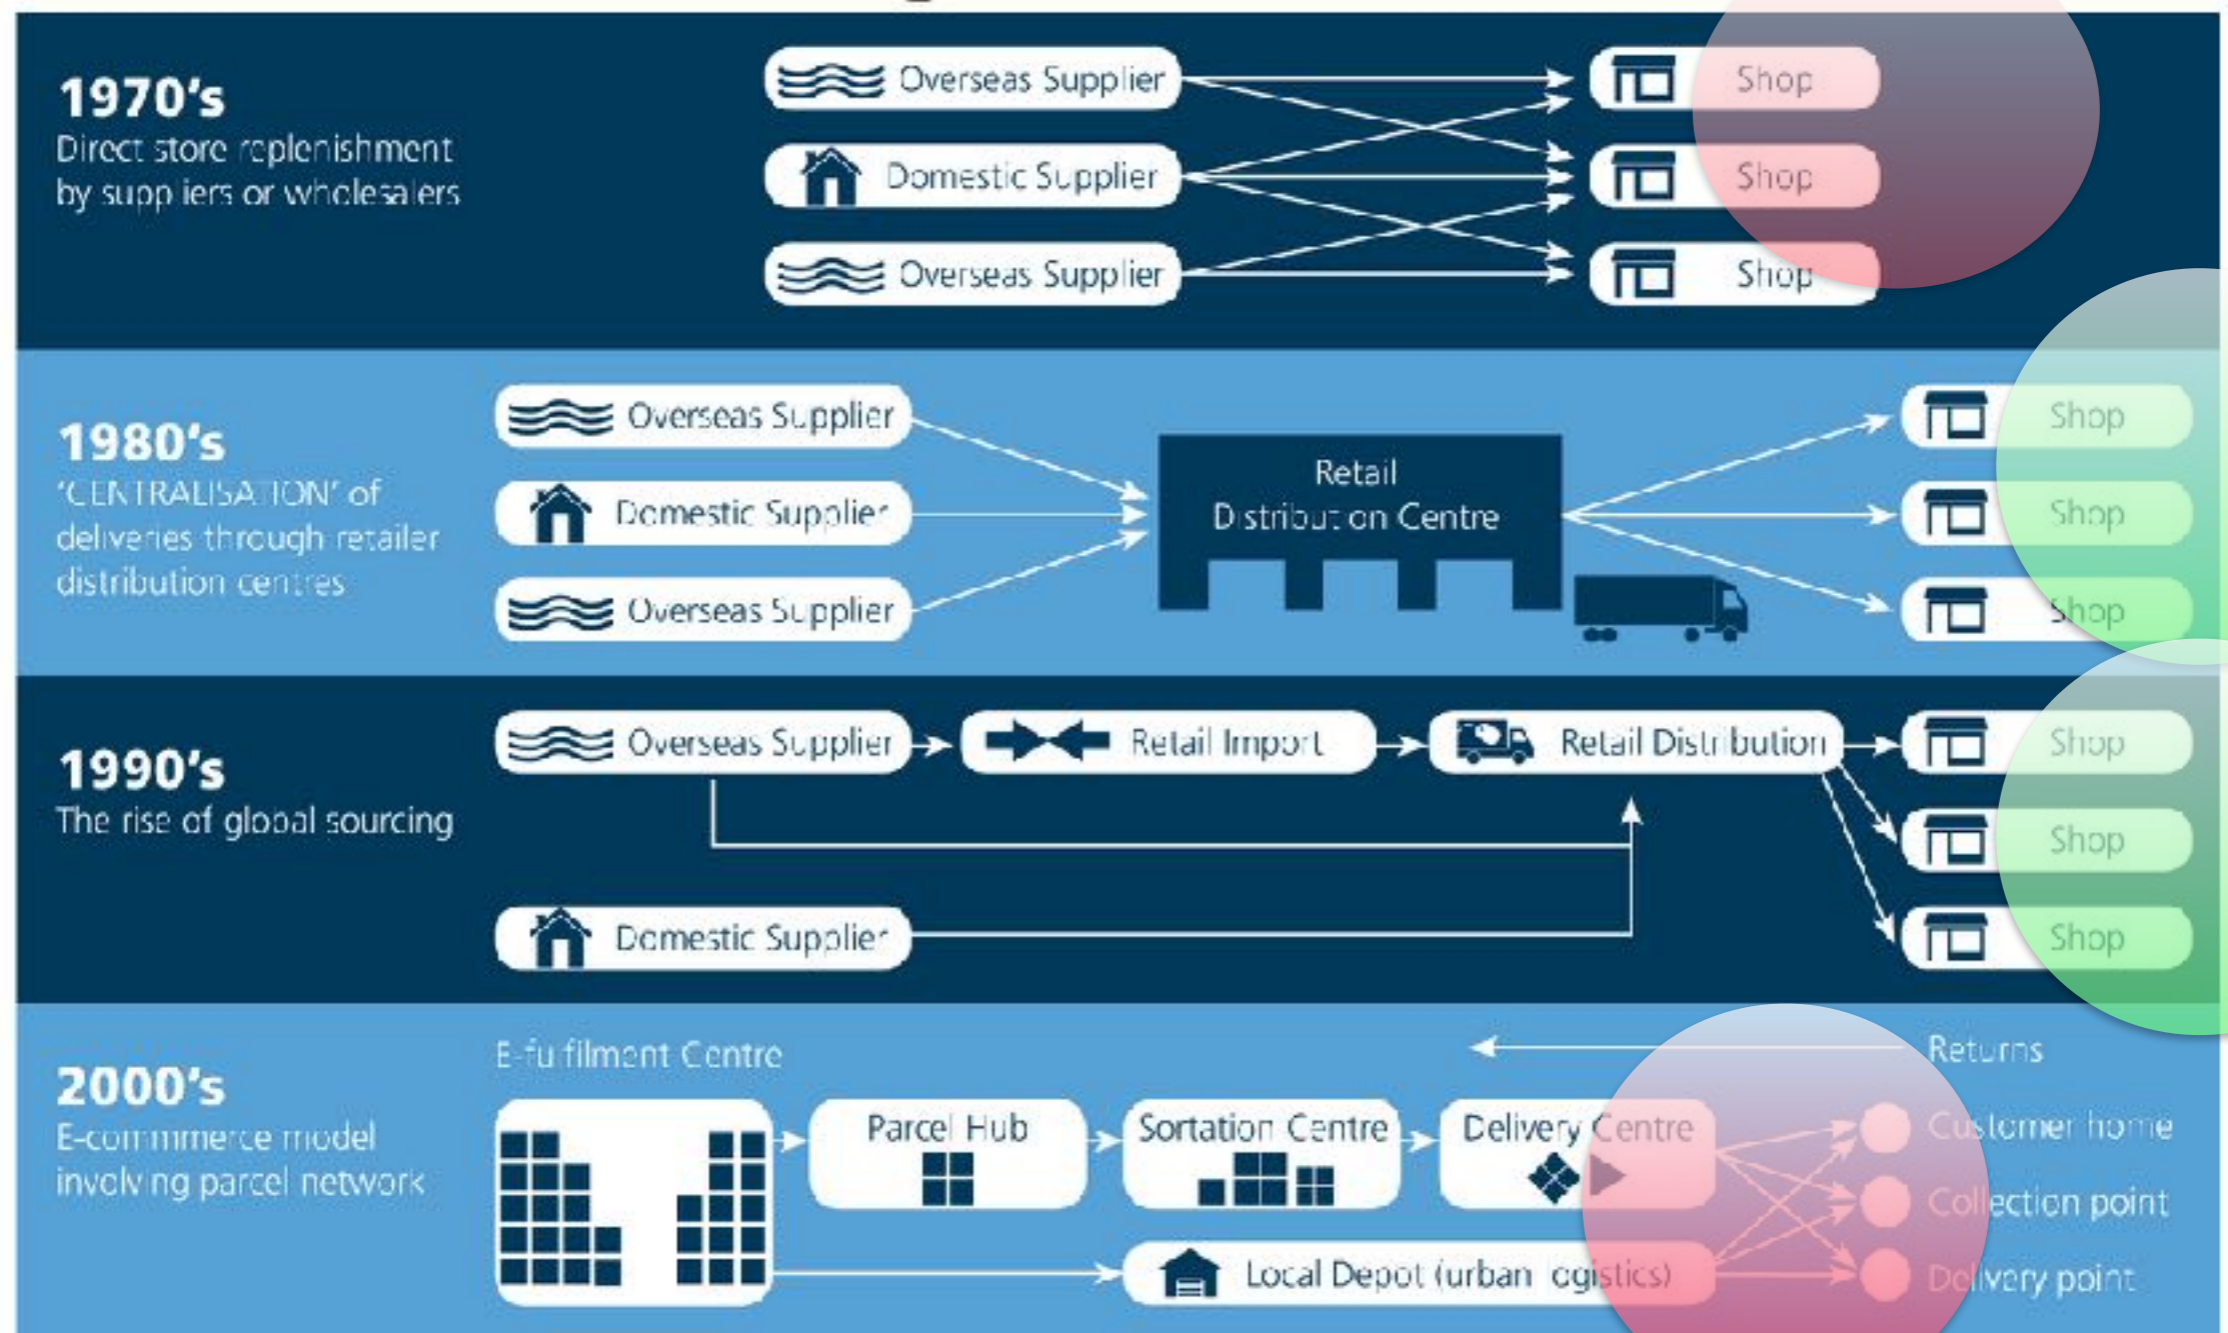 1970's
Direct store replenishment
by suppliers or wholesalers
Overseas Supplier
Domestic Supplier
Overseas Supplier
Shop
Shop
Shop
1980's
'CENTRALISATION' of
deliveries through retailer
distribution centres
Overseas Supplier
Domestic Supplier
Overseas Supplier
Retail
Distribution Centre
Shop
Shop
Shop
1990's
The rise of global sourcing
Overseas Supplier
Retail Import
Retail Distribution
Domestic Supplier
Shop
Shop
Shop
2000's
E-commmerce model
involving parcel network
E-fulfilment Centre
Parcel Hub
Sortation Centre
Delivery Centre
Local Depot (urban logistics)
Returns
Customer home
Collection point
Delivery point